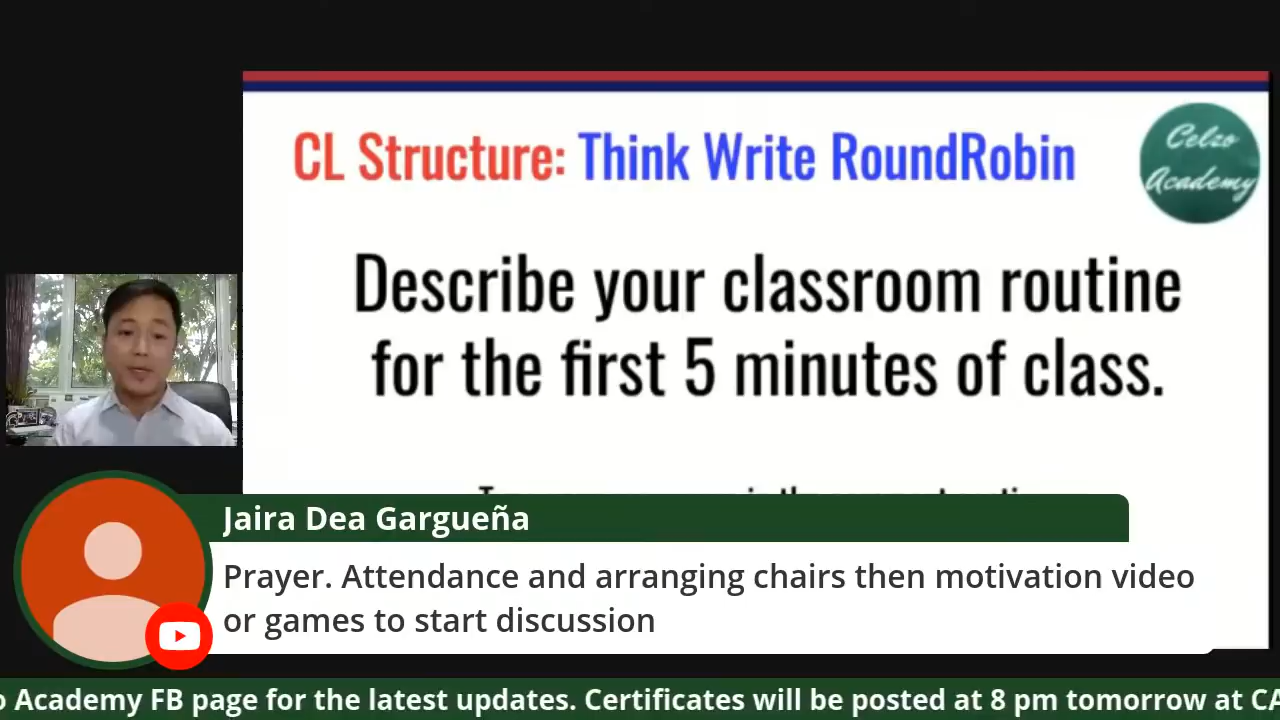 CL Structure: Think Write RoundRobin
Celzo
Academy
Describe your classroom routine
for the first 5 minutes of class.
Jaira Dea Gargueña
Prayer. Attendance and arranging chairs then motivation video
or games to start discussion
Academy FB page for the latest updates. Certificates will be posted at 8 pm tomorrow at